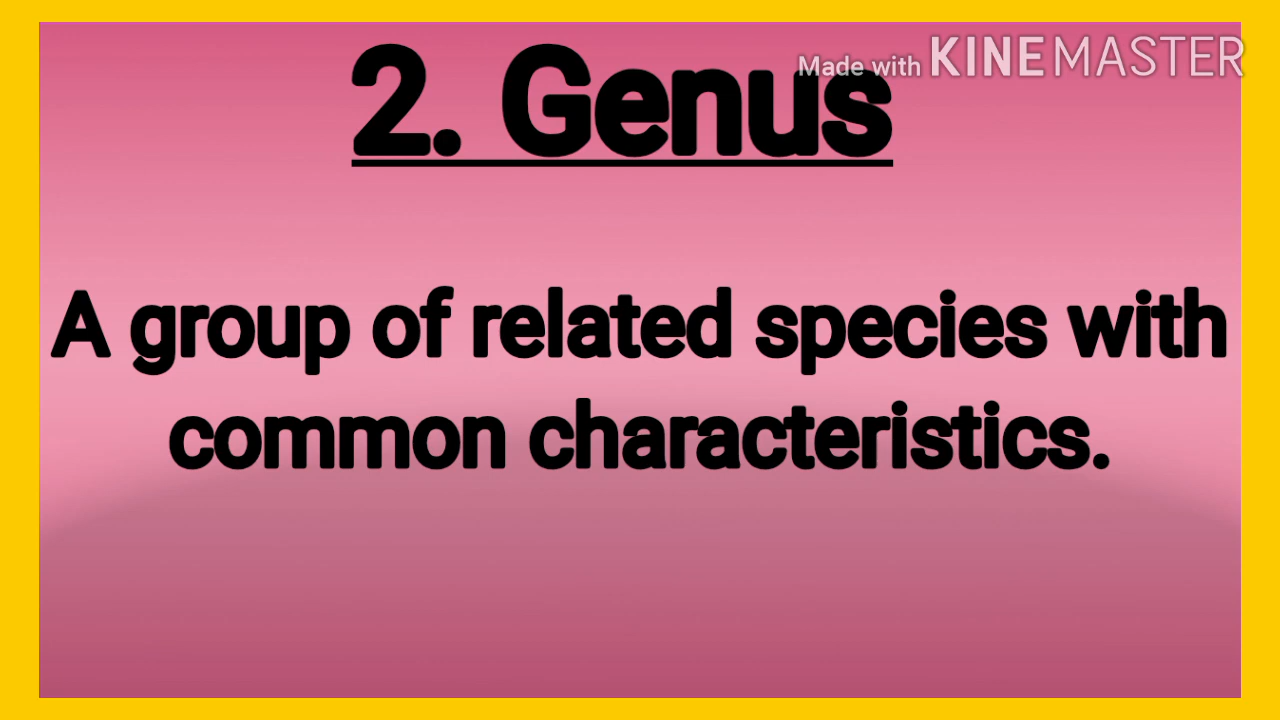 Made with KINEMASTER
2. Genus
A group of related species with
common characteristics.